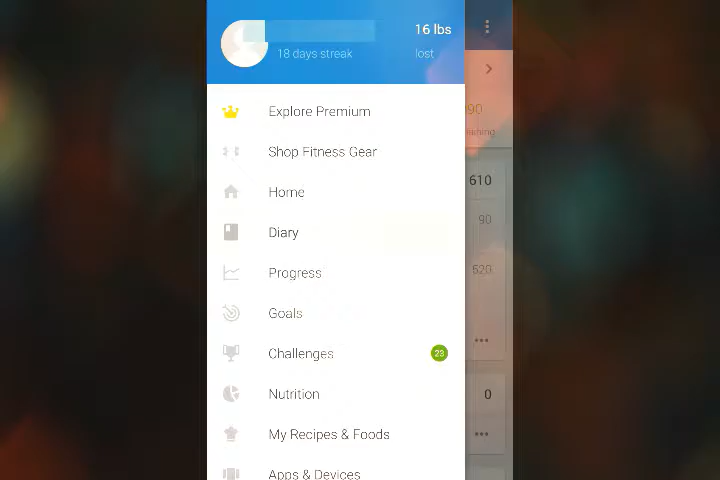 16 lbs
18 days streak
lost
Explore Premium
Shop Fitness Gear
Home
Diary
Progress
Goals
Challenges
23
Nutrition
My Recipes & Foods
Apps & Devices
610
90
520
0